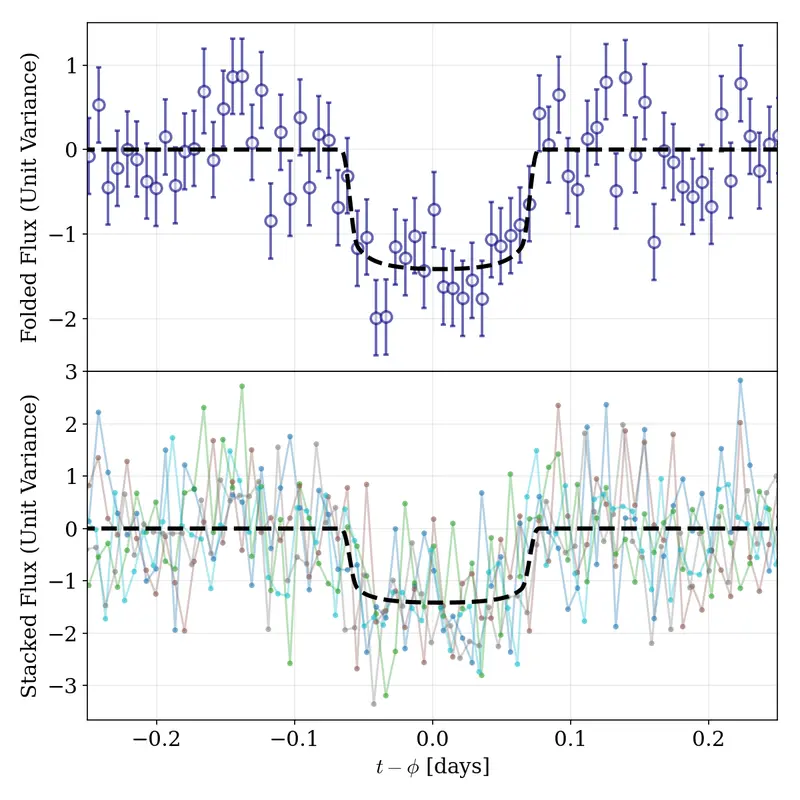 Folded Flux (Unit Variance)
1
0
−1
−2
Stacked Flux (Unit Variance)
3
2
1
0
−1
−2
−3
−0.2 −0.1 0.0 0.1 0.2
t − ϕ [days]